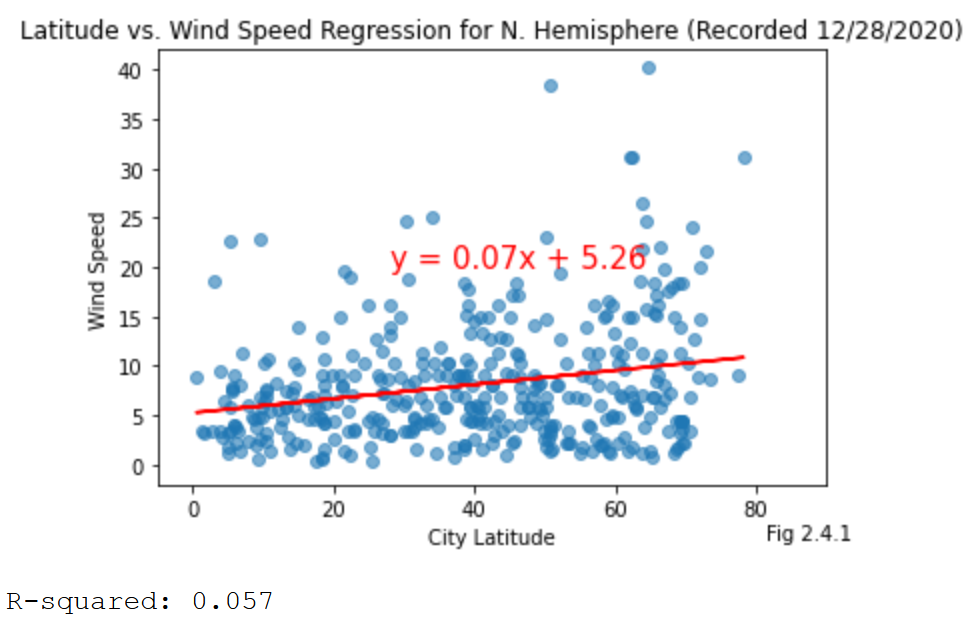 Latitude vs. Wind Speed Regression for N. Hemisphere (Recorded 12/28/2020)
40
35
30
25
20
15
10
5
0
Wind Speed
y = 0.07x + 5.26
0 20 40 60 80
City Latitude
Fig 2.4.1
R-squared: 0.057